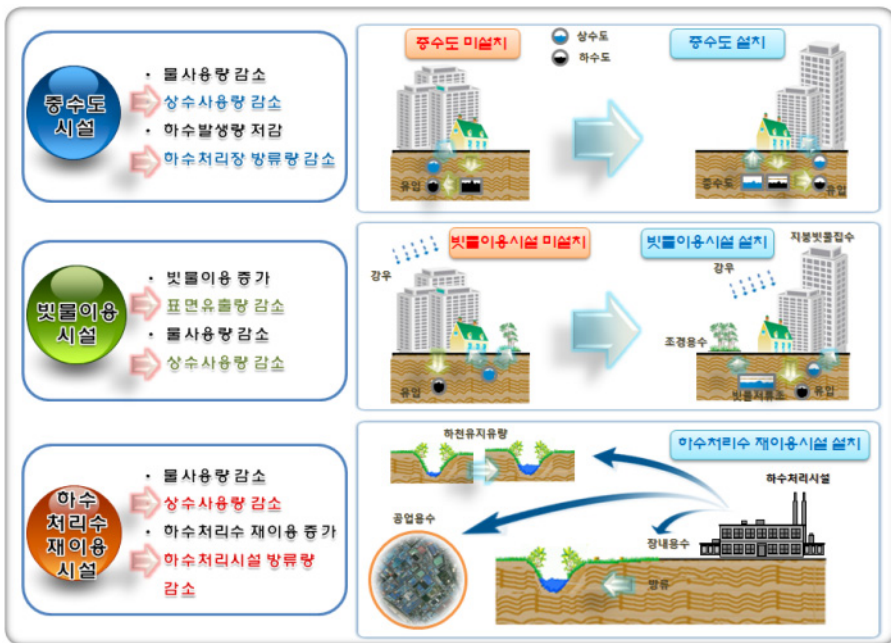 중수도
시설
• 물사용량 감소
상수사용량 감소
• 하수발생량 저감
하수처리장 방류량 감소
중수도 미설치
상수도
하수도
중수도 설치
유입
중수도
유입
빗물이용
시설
• 빗물이용 증가
표면유출량 감소
• 물사용량 감소
상수사용량 감소
빗물이용시설 미설치
강우
유입
빗물이용시설 설치
지붕빗물집수
강우
조경용수
빗물저류조
유입
하수
처리수
재이용
시설
• 물사용량 감소
상수사용량 감소
• 하수처리수 재이용 증가
하수처리시설 방류량
감소
하천유지유량
하수처리수 재이용시설 설치
하수처리시설
공업용수
장내용수
방류